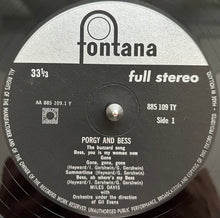 fontana
33⅓
full stereo
AA 885 109.1 Y
885 109 TY
Side 1
PORGY AND BESS
The buzzard song
Bess, you is my woman now
Gone
Gone, gone, gone
Summertime (Heyward/I. Gershwin/
G. Gershwin)
Bess, oh where's my Bess
(Heyward/I. Gershwin/G. Gershwin)
MILES DAVIS
with
Orchestra under the direction
of Gil Evans